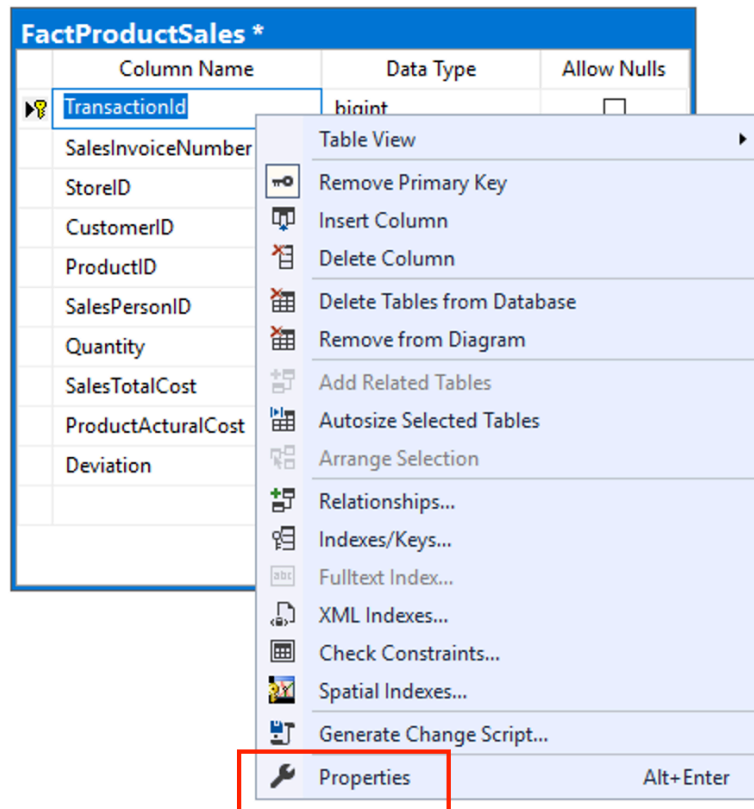 FactProductSales *
Column Name Data Type Allow Nulls
TransactionId bigint
SalesInvoiceNumber
StoreID
CustomerID
ProductID
SalesPersonID
Quantity
SalesTotalCost
ProductActuralCost
Deviation
Table View
Remove Primary Key
Insert Column
Delete Column
Delete Tables from Database
Remove from Diagram
Add Related Tables
Autosize Selected Tables
Arrange Selection
Relationships...
Indexes/Keys...
abc Fulltext Index...
XML Indexes...
Check Constraints...
Spatial Indexes...
Generate Change Script...
Properties Alt+Enter